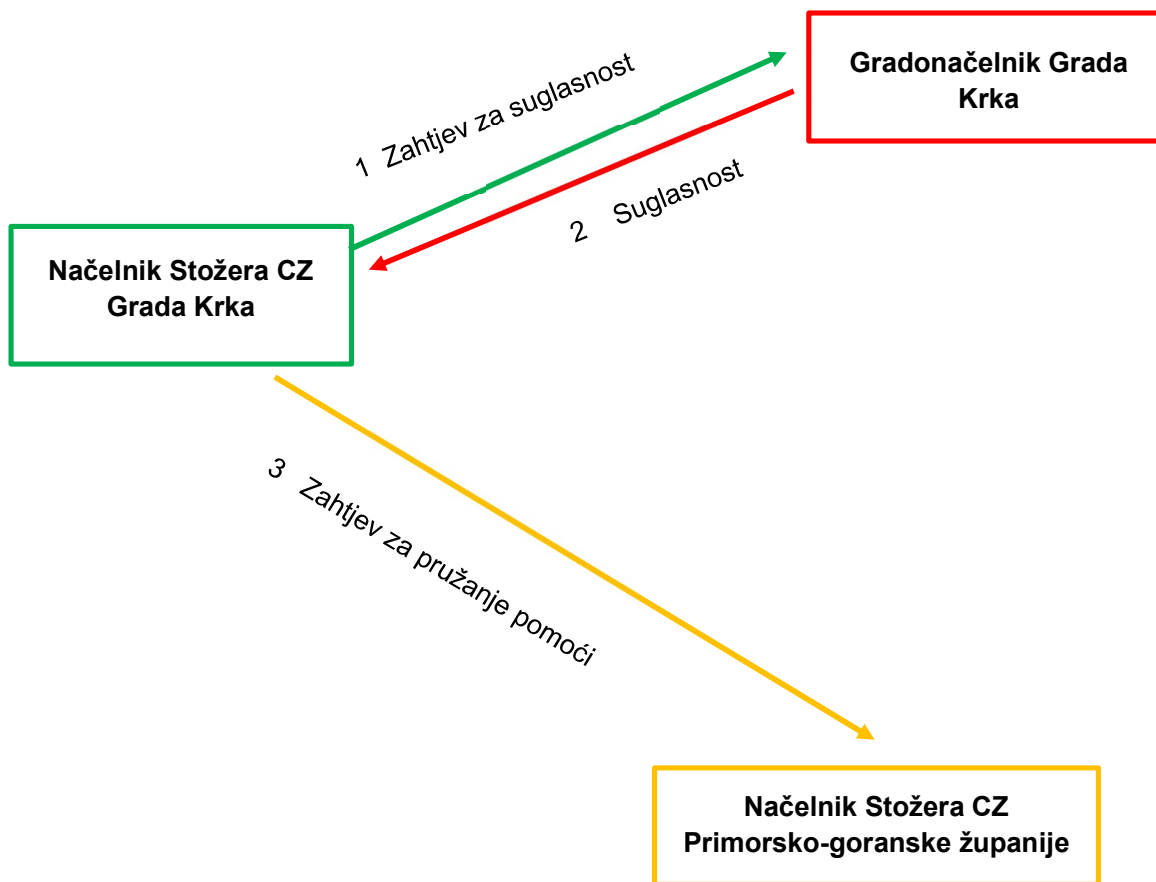 Gradonačelnik Grada
Krka
1 Zahtjev za suglasnost
2 Suglasnost
Načelnik Stožera CZ
Grada Krka
3 Zahtjev za pružanje pomoći
Načelnik Stožera CZ
Primorsko-goranske županije